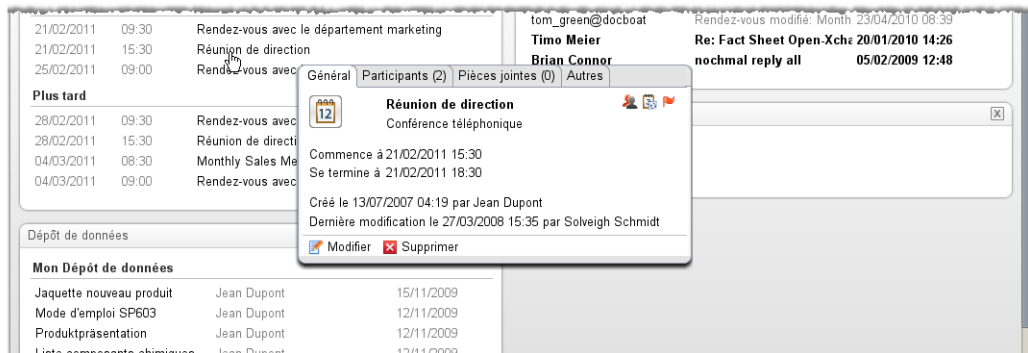 21/02/2011 09:30 Rendez-vous avec le département marketing
21/02/2011 15:30 Réunion de direction
25/02/2011 09:00 Rendez-vous avec
Plus tard
28/02/2011 09:30 Rendez-vous avec
28/02/2011 15:30 Réunion de directi
04/03/2011 08:30 Monthly Sales Me
04/03/2011 09:00 Rendez-vous avec
tom_green@docboat Rendez-vous modifié: Month 23/04/2010 08:39
Timo Meier Re: Fact Sheet Open-Xcha 20/01/2010 14:26
Brian Connor nochmal reply all 05/02/2009 12:48
Général Participants (2) Pièces jointes (0) Autres
12
Réunion de direction
Conférence téléphonique
Commence à 21/02/2011 15:30
Se termine à 21/02/2011 18:30
Créé le 13/07/2007 04:19 par Jean Dupont
Dernière modification le 27/03/2008 15:35 par Solveigh Schmidt
Modifier Supprimer
Dépôt de données
Mon Dépôt de données
Jaquette nouveau produit Jean Dupont 15/11/2009
Mode d'emploi SP603 Jean Dupont 12/11/2009
Produktpräsentation Jean Dupont 12/11/2009
Liste composants chimiques Jean Dupont 12/11/2009